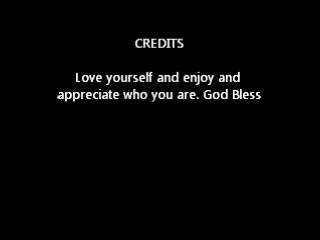 CREDITS
Love yourself and enjoy and
appreciate who you are. God Bless